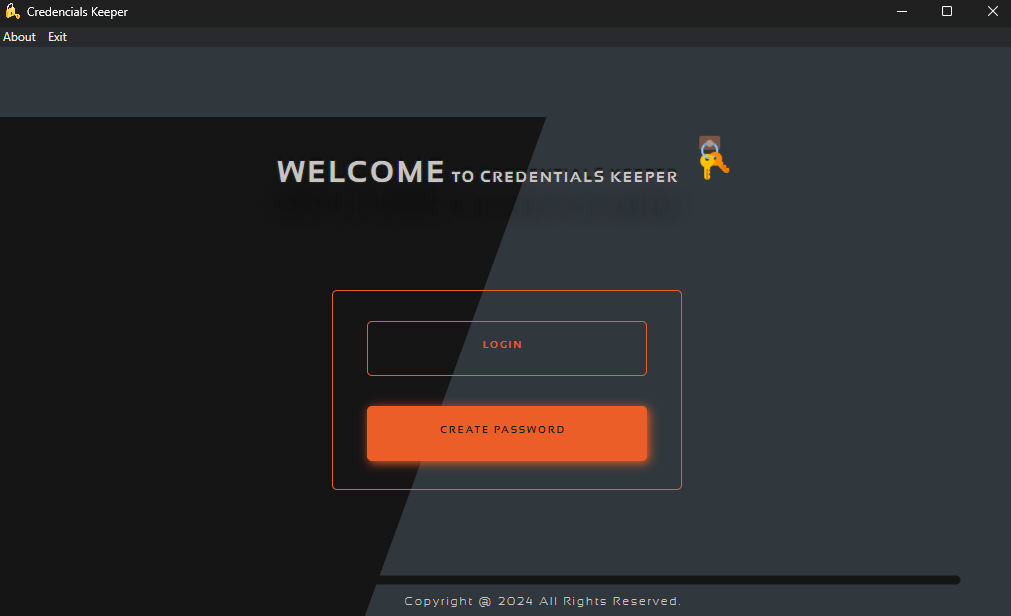 Credencials Keeper
About Exit
WELCOME TO CREDENTIALS KEEPER
LOGIN
CREATE PASSWORD
Copyright @ 2024 All Rights Reserved.